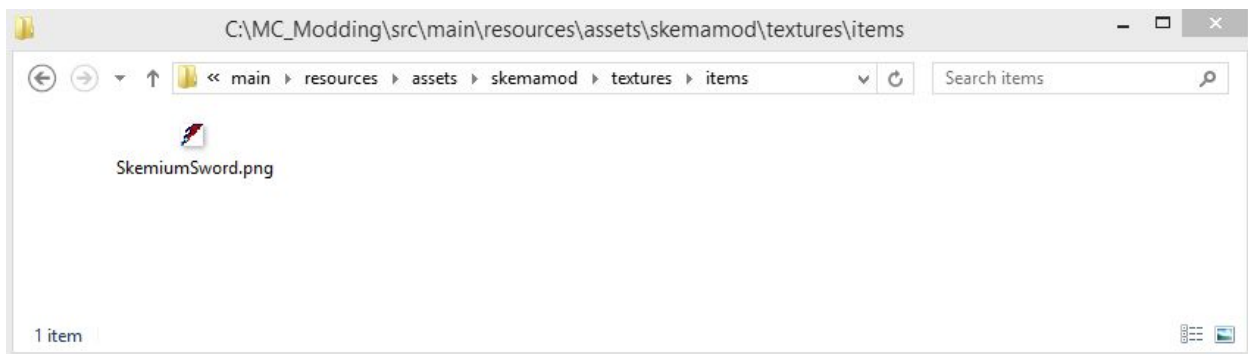 C:\MC_Modding\src\main\resources\assets\skemamod\textures\items
« main ▸ resources ▸ assets ▸ skemamod ▸ textures ▸ items
Search items
SkemiumSword.png
1 item